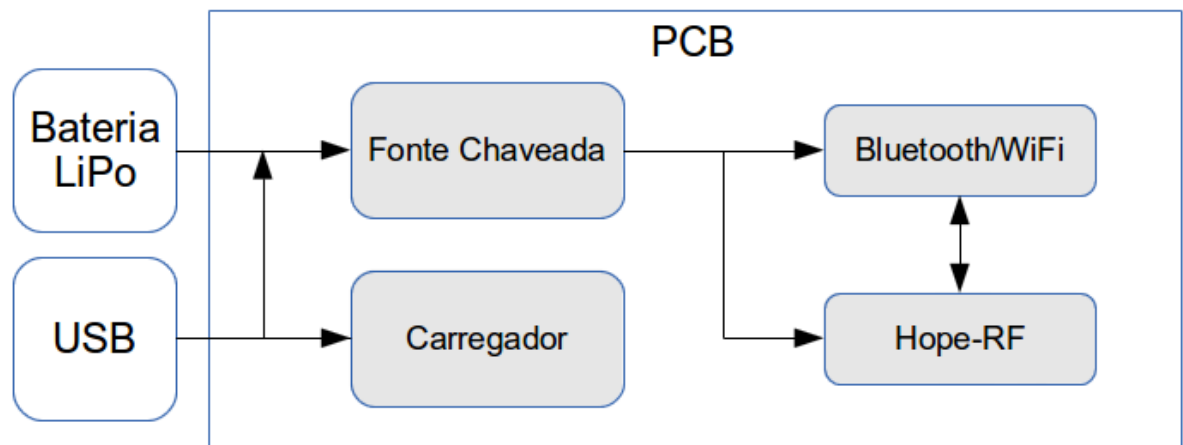 PCB
Bateria
LiPo
Fonte Chaveada
Bluetooth/WiFi
USB
Carregador
Hope-RF